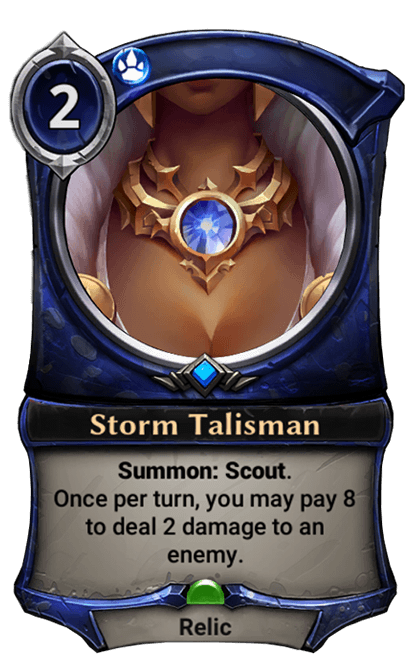 2
Storm Talisman
Summon: Scout.
Once per turn, you may pay 8
to deal 2 damage to an
enemy.
Relic